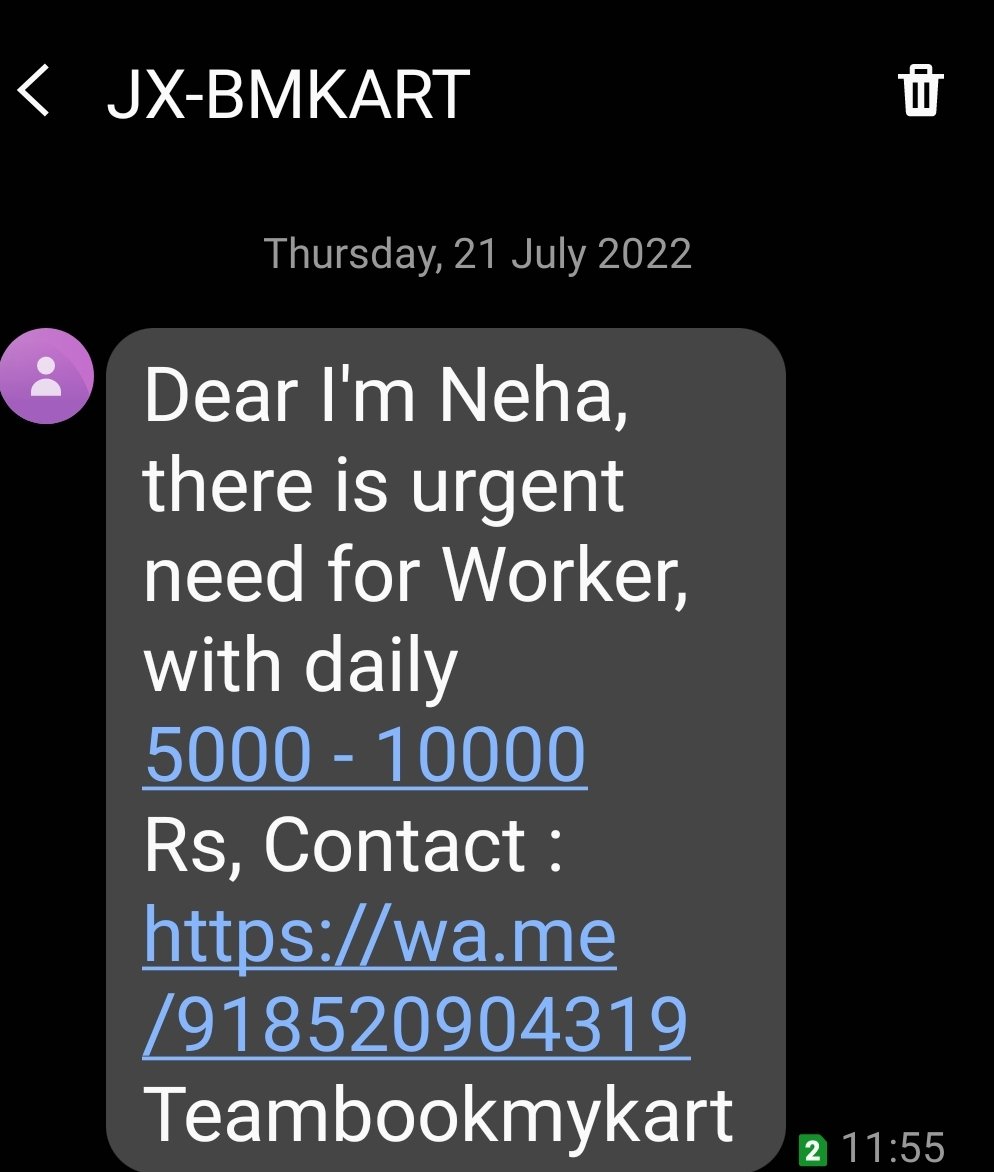 JX-BMKART
Thursday, 21 July 2022
Dear I'm Neha,
there is urgent
need for Worker,
with daily
5000 - 10000
Rs, Contact :
https://wa.me
/918520904319
Teambookmykart
2 11:55